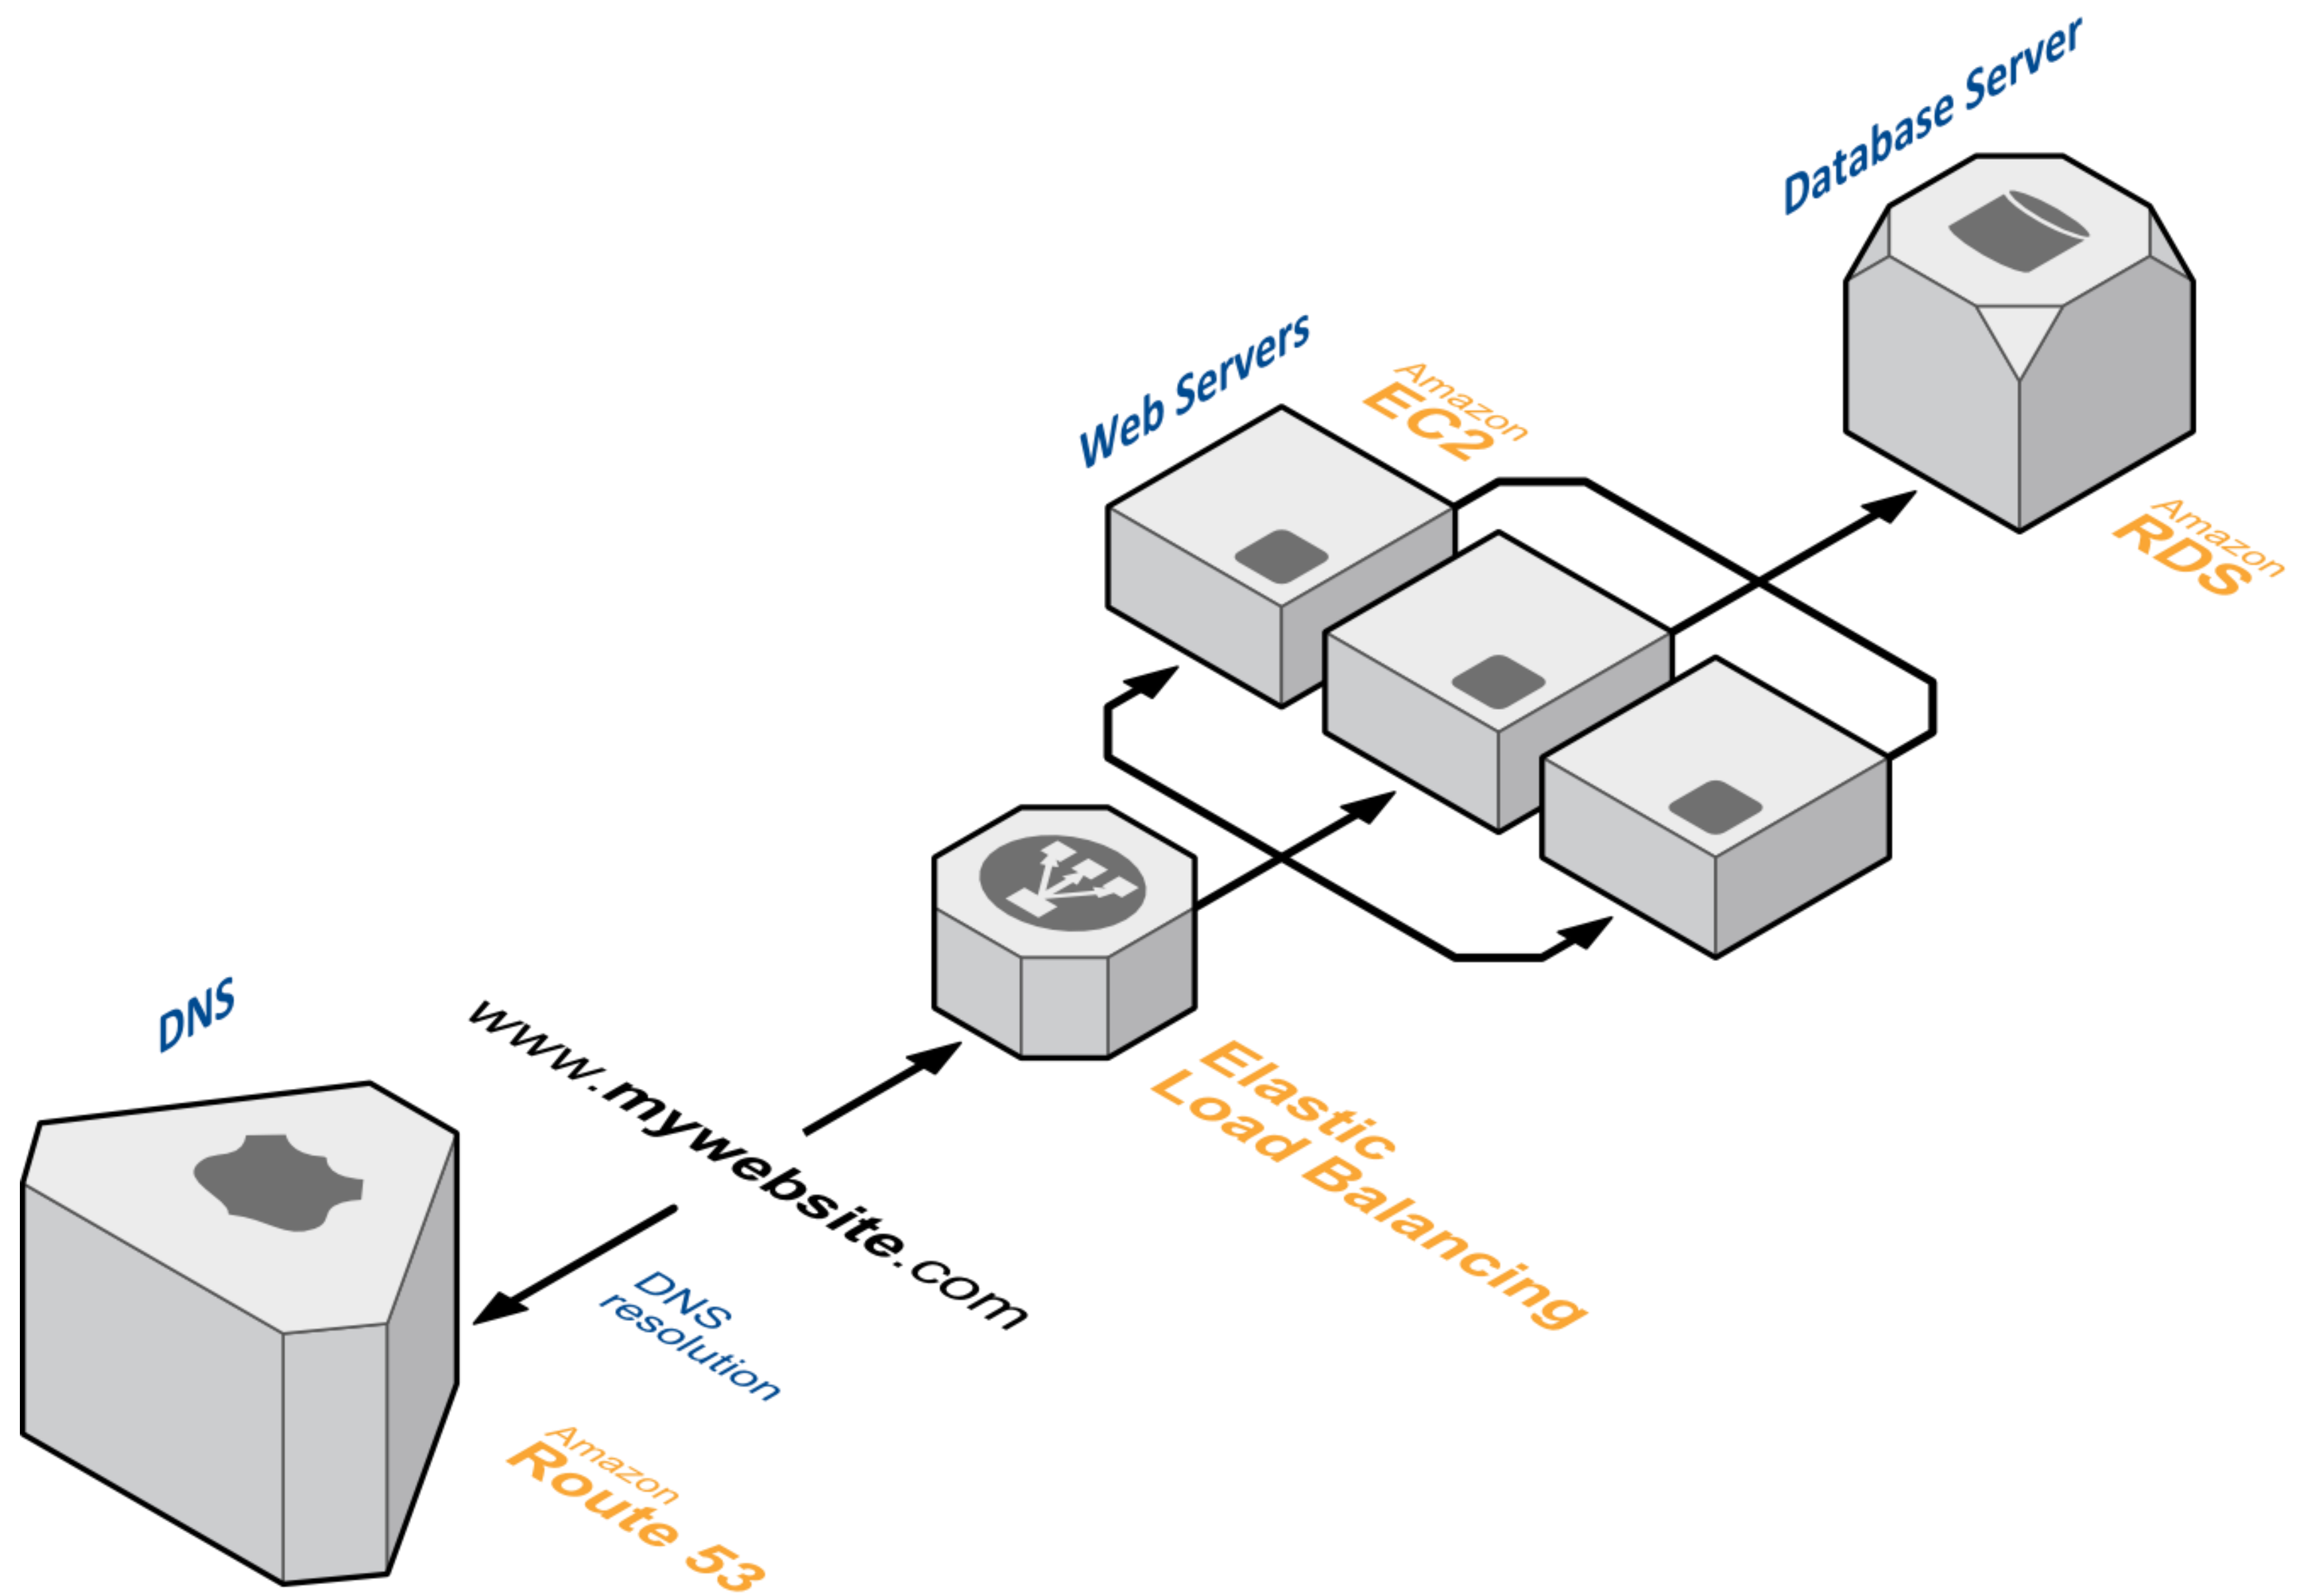 Database Server
Amazon
RDS
Web Servers
Amazon
EC2
Elastic
Load Balancing
www.mywebsite.com
DNS
DNS
resolution
Amazon
Route 53